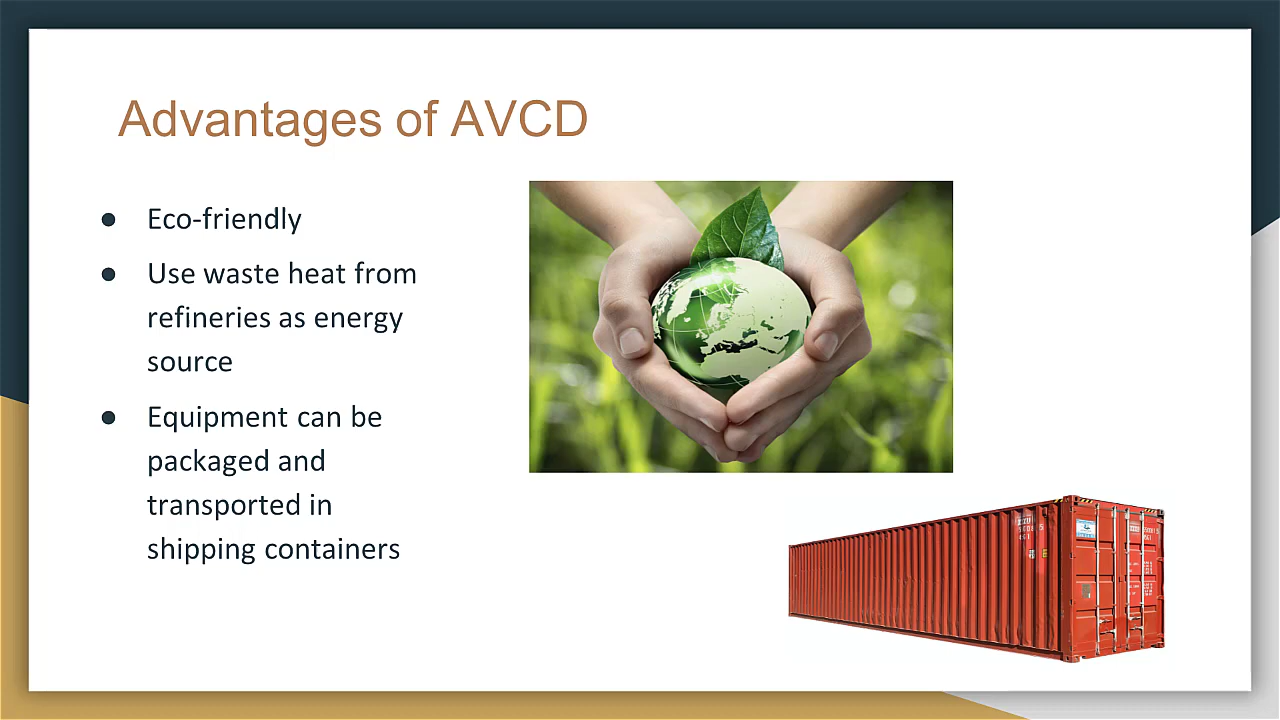 Advantages of AVCD
● Eco-friendly
● Use waste heat from
refineries as energy
source
● Equipment can be
packaged and
transported in
shipping containers